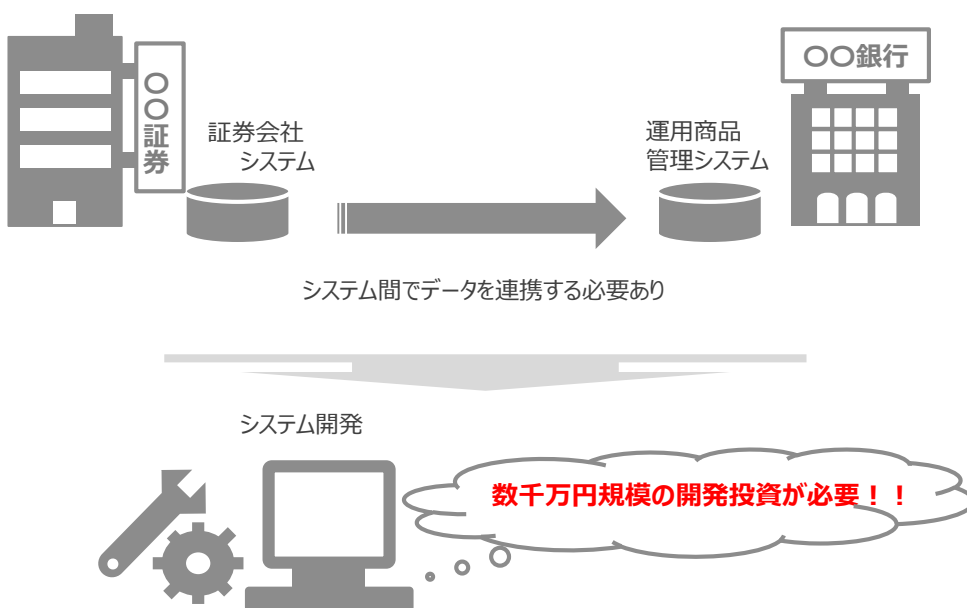 〇〇証券
〇〇銀行
証券会社
システム
運用商品
管理システム
システム間でデータを連携する必要あり
システム開発
数千万円規模の開発投資が必要！！